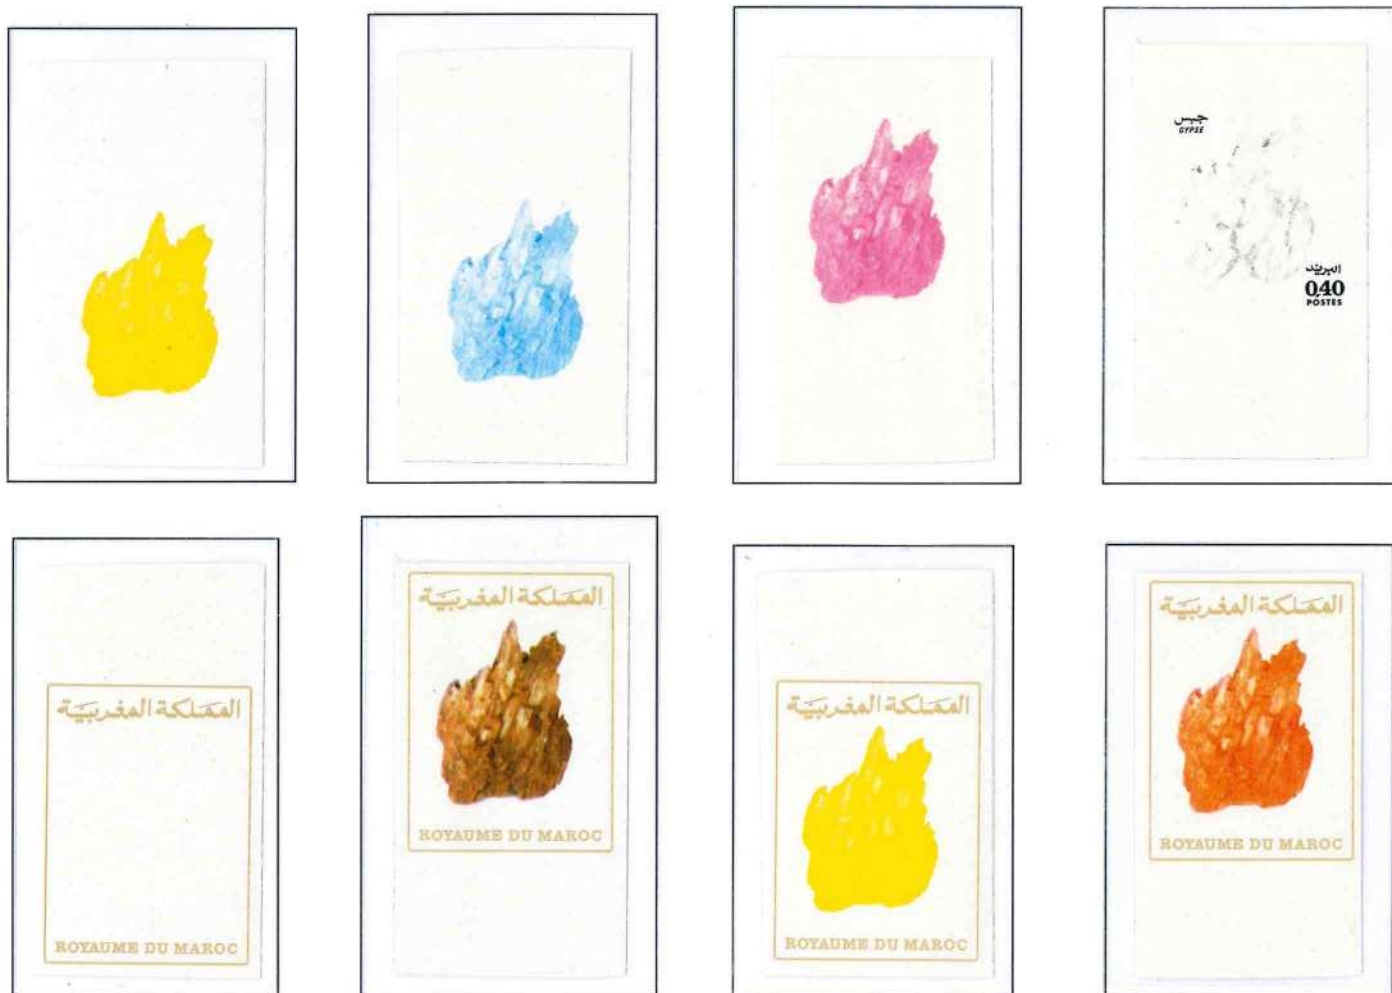 جبس
GYPSE
البريد
0,40
POSTES
المملكة المغربية
ROYAUME DU MAROC
المملكة المغربية
ROYAUME DU MAROC
المملكة المغربية
ROYAUME DU MAROC
المملكة المغربية
ROYAUME DU MAROC